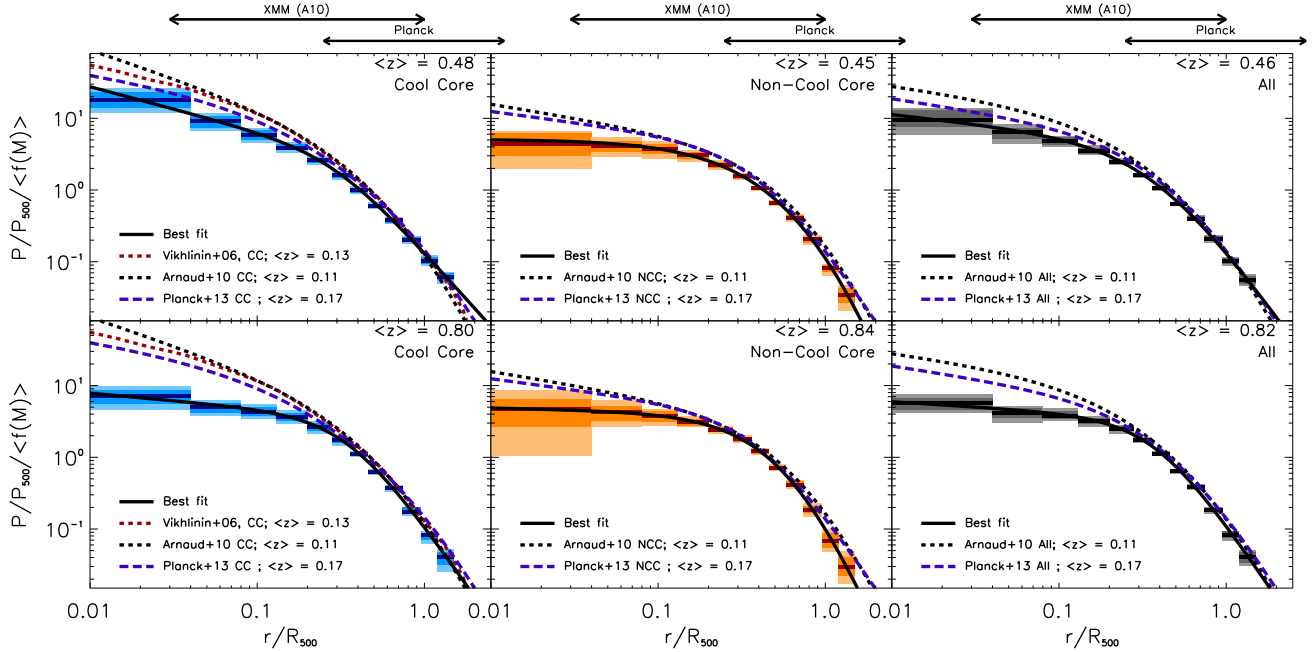 XMM (A10) XMM (A10) XMM (A10)
Planck Planck Planck
<z> = 0.48
Cool Core
<z> = 0.45
Non-Cool Core
<z> = 0.46
All
P/P500/<f(M)>
10¹
10⁰
10⁻¹
Best fit
Vikhlinin+06, CC; <z> = 0.13
Arnaud+10 CC; <z> = 0.11
Planck+13 CC ; <z> = 0.17
Best fit
Arnaud+10 NCC; <z> = 0.11
Planck+13 NCC ; <z> = 0.17
Best fit
Arnaud+10 All; <z> = 0.11
Planck+13 All ; <z> = 0.17
<z> = 0.80
Cool Core
<z> = 0.84
Non-Cool Core
<z> = 0.82
All
P/P500/<f(M)>
10¹
10⁰
10⁻¹
Best fit
Vikhlinin+06, CC; <z> = 0.13
Arnaud+10 CC; <z> = 0.11
Planck+13 CC ; <z> = 0.17
Best fit
Arnaud+10 NCC; <z> = 0.11
Planck+13 NCC ; <z> = 0.17
Best fit
Arnaud+10 All; <z> = 0.11
Planck+13 All ; <z> = 0.17
0.01 0.1 1.0 0.1 1.0 0.1 1.0
r/R500 r/R500 r/R500